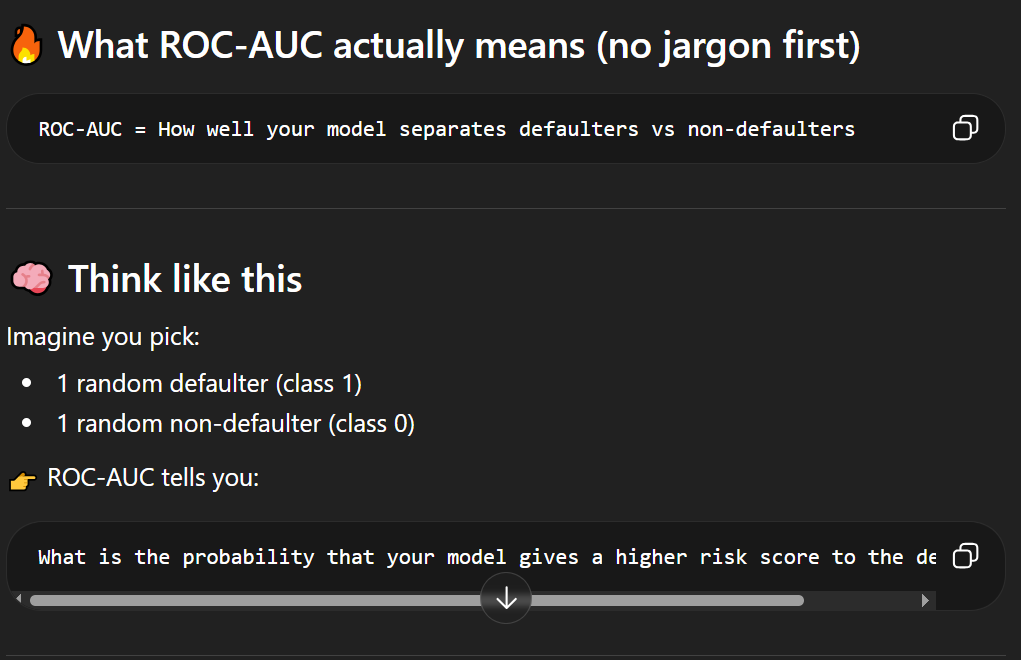 🔥 What ROC-AUC actually means (no jargon first)
ROC-AUC = How well your model separates defaulters vs non-defaulters
🧠 Think like this
Imagine you pick:
• 1 random defaulter (class 1)
• 1 random non-defaulter (class 0)
👉 ROC-AUC tells you:
What is the probability that your model gives a higher risk score to the de